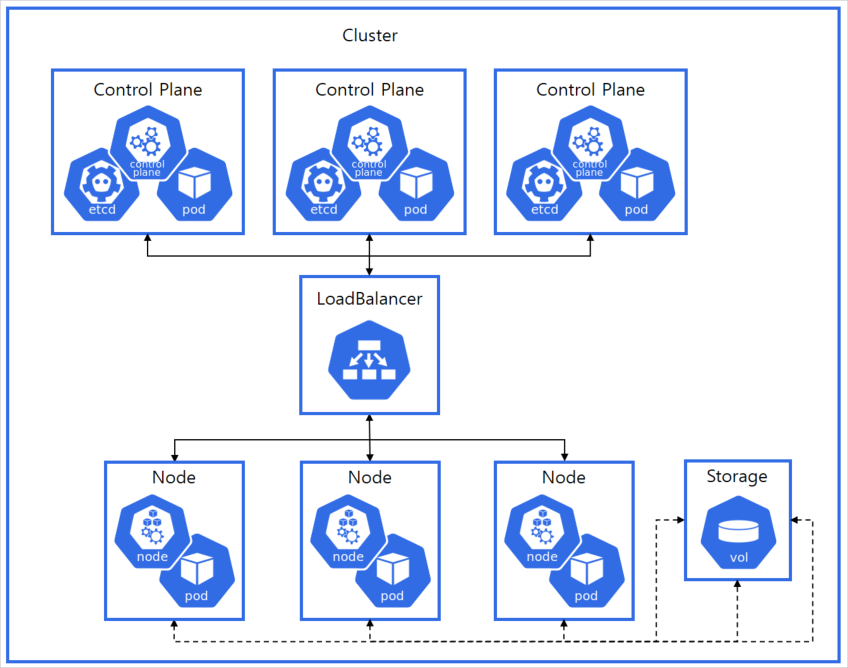 Cluster
Control Plane
Control Plane
Control Plane
control
plane
etcd
pod
control
plane
etcd
pod
control
plane
etcd
pod
LoadBalancer
Node
Node
Node
Storage
node
pod
node
pod
node
pod
vol